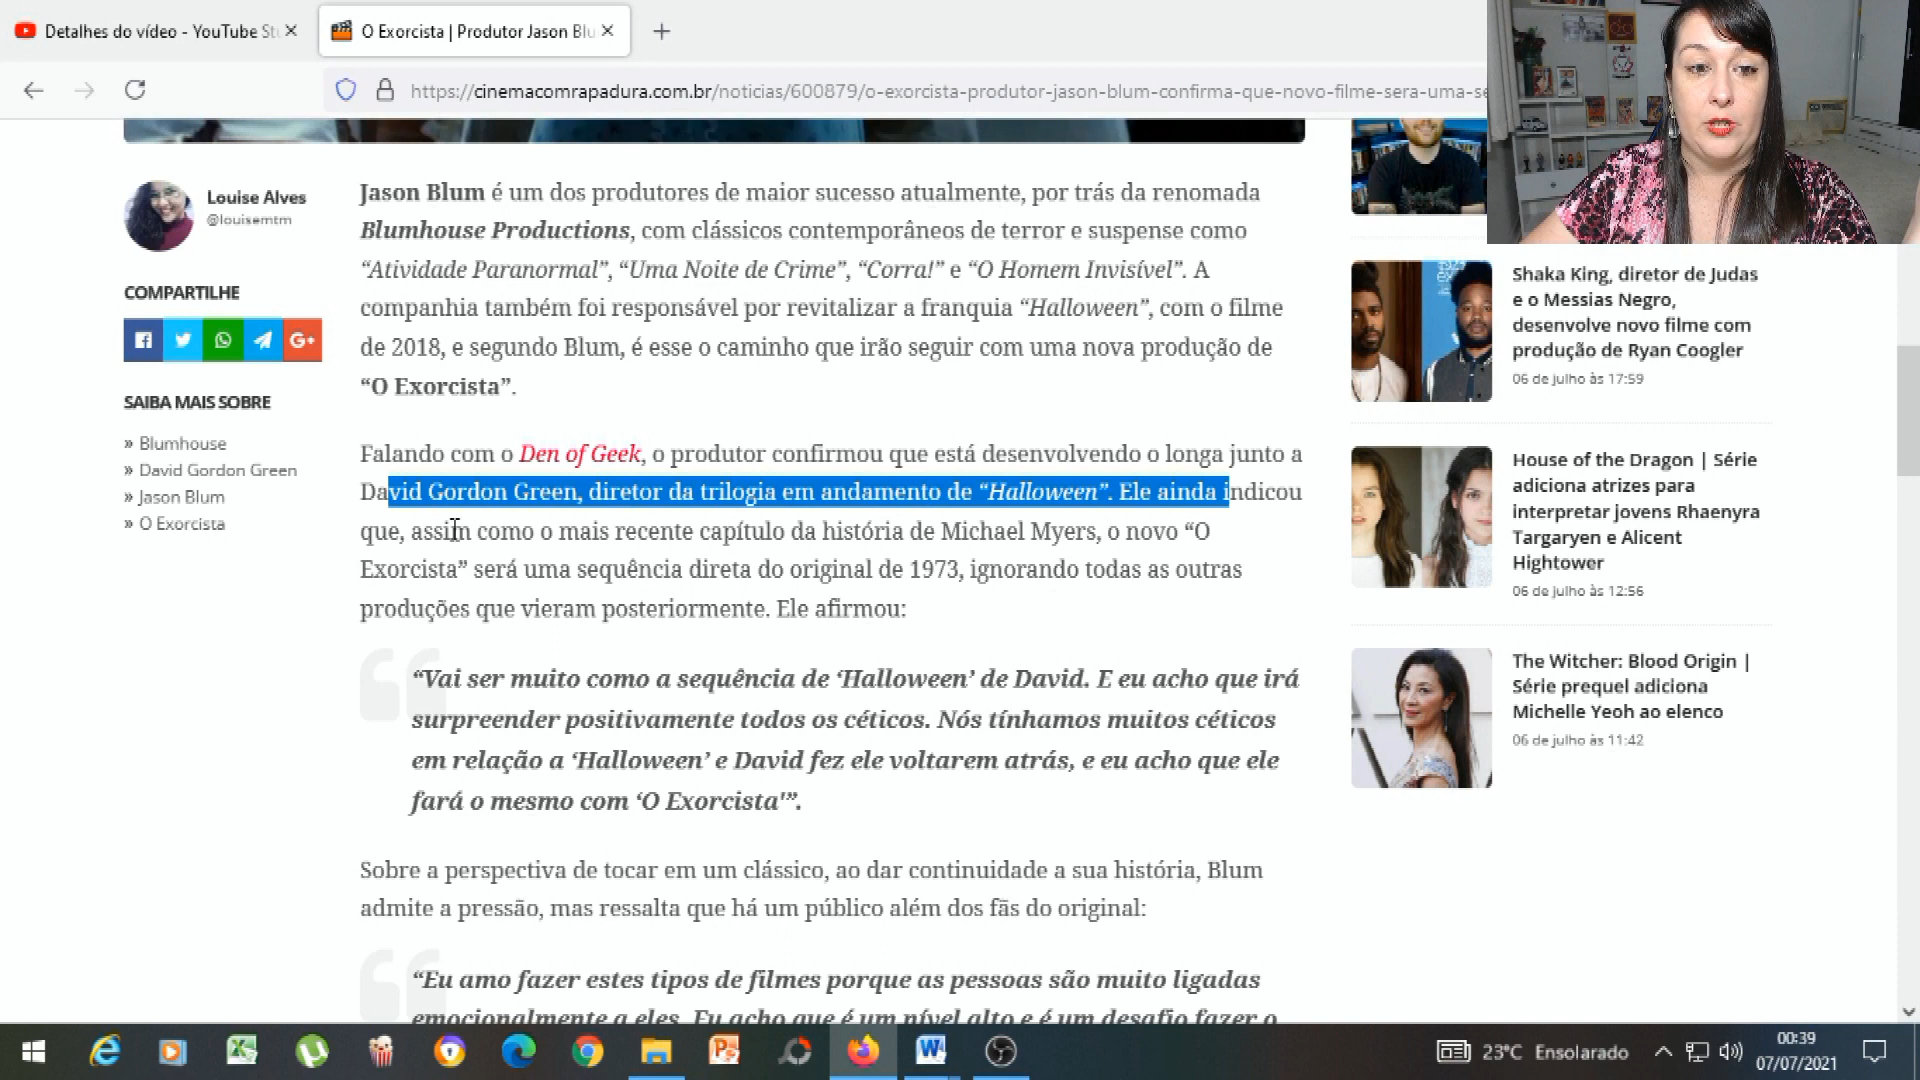 Detalhes do vídeo - YouTube St
O Exorcista | Produtor Jason Blu
https://cinemacomrapadura.com.br/noticias/600879/o-exorcista-produtor-jason-blum-confirma-que-novo-filme-sera-uma-se
Louise Alves
@louisemtm
COMPARTILHE
G+
SAIBA MAIS SOBRE
» Blumhouse
» David Gordon Green
» Jason Blum
» O Exorcista
Jason Blum é um dos produtores de maior sucesso atualmente, por trás da renomada
Blumhouse Productions, com clássicos contemporâneos de terror e suspense como
“Atividade Paranormal”, “Uma Noite de Crime”, “Corra!” e “O Homem Invisível”. A
companhia também foi responsável por revitalizar a franquia “Halloween”, com o filme
de 2018, e segundo Blum, é esse o caminho que irão seguir com uma nova produção de
“O Exorcista”.
Falando com o Den of Geek, o produtor confirmou que está desenvolvendo o longa junto a
David Gordon Green, diretor da trilogia em andamento de “Halloween”. Ele ainda indicou
que, assim como o mais recente capítulo da história de Michael Myers, o novo “O
Exorcista” será uma sequência direta do original de 1973, ignorando todas as outras
produções que vieram posteriormente. Ele afirmou:
“Vai ser muito como a sequência de ‘Halloween’ de David. E eu acho que irá
surpreender positivamente todos os céticos. Nós tínhamos muitos céticos
em relação a ‘Halloween’ e David fez ele voltarem atrás, e eu acho que ele
fará o mesmo com ‘O Exorcista'”.
Sobre a perspectiva de tocar em um clássico, ao dar continuidade a sua história, Blum
admite a pressão, mas ressalta que há um público além dos fãs do original:
“Eu amo fazer estes tipos de filmes porque as pessoas são muito ligadas
emocionalmente a eles. Eu acho que é um nível alto e é um desafio fazer o
Shaka King, diretor de Judas
e o Messias Negro,
desenvolve novo filme com
produção de Ryan Coogler
06 de julho às 17:59
House of the Dragon | Série
adiciona atrizes para
interpretar jovens Rhaenyra
Targaryen e Alicent
Hightower
06 de julho às 12:56
The Witcher: Blood Origin |
Série prequel adiciona
Michelle Yeoh ao elenco
06 de julho às 11:42
23°C Ensolarado
00:39
07/07/2021